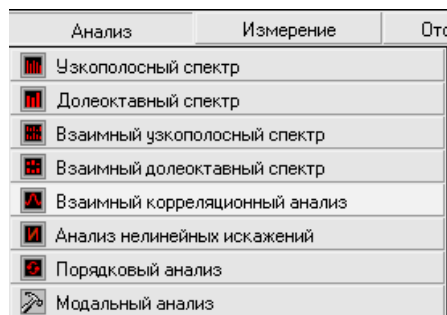 Анализ Измерение
Узкополосный спектр
Долеоктавный спектр
Взаимный узкополосный спектр
Взаимный долеоктавный спектр
Взаимный корреляционный анализ
Анализ нелинейных искажений
Порядковый анализ
Модальный анализ